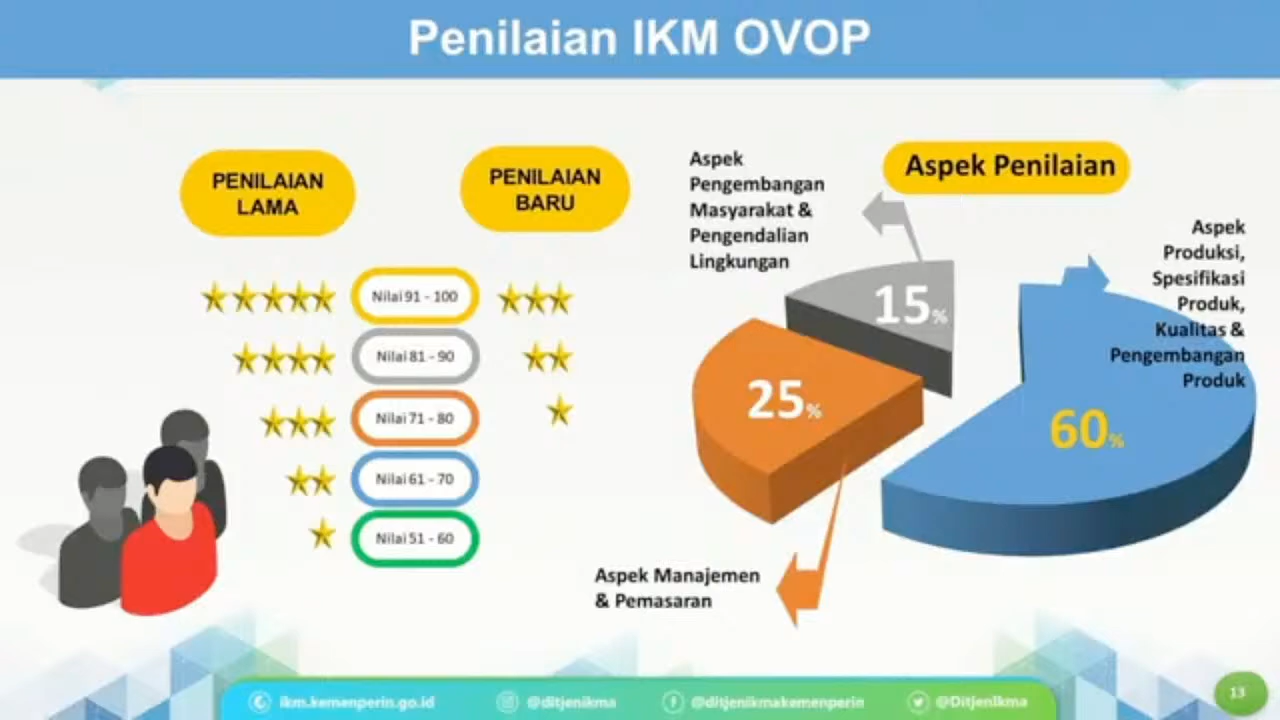 Penilaian IKM OVOP
PENILAIAN
LAMA
PENILAIAN
BARU
Nilai 91 - 100
Nilai 81 - 90
Nilai 71 - 80
Nilai 61 - 70
Nilai 51 - 60
Aspek Penilaian
Aspek
Pengembangan
Masyarakat &
Pengendalian
Lingkungan
15%
Aspek
Produksi,
Spesifikasi
Produk,
Kualitas &
Pengembangan
Produk
25%
60%
Aspek Manajemen
& Pemasaran
ikm.kemenperin.go.id
@ditjenikma
@ditjenikmakemenperin
@DitjenIkma
13